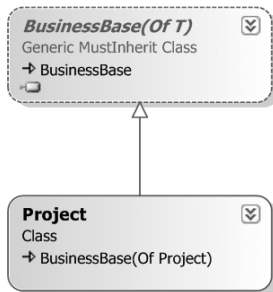 BusinessBase(Of T)
Generic MustInherit Class
BusinessBase
Project
Class
BusinessBase(Of Project)